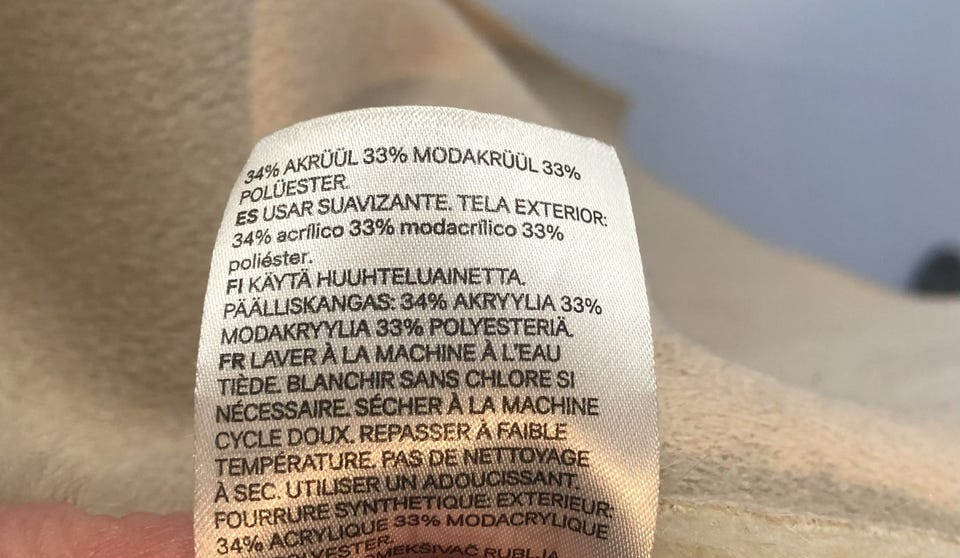 34% AKRÜÜL 33% MODAKRÜÜL 33%
POLÜESTER.
ES USAR SUAVIZANTE. TELA EXTERIOR:
34% acrílico 33% modacrílico 33%
poliéster.
FI KÄYTÄ HUUHTELUAINETTA.
PÄÄLLISKANGAS: 34% AKRYYLIA 33%
MODAKRYYLIA 33% POLYESTERIÄ.
FR LAVER À LA MACHINE À L'EAU
TIÈDE. BLANCHIR SANS CHLORE SI
NÉCESSAIRE. SÉCHER À LA MACHINE
CYCLE DOUX. REPASSER À FAIBLE
TEMPÉRATURE. PAS DE NETTOYAGE
À SEC. UTILISER UN ADOUCISSANT.
FOURRURE SYNTHETIQUE: EXTERIEUR:
34% ACRYLIQUE 33% MODACRYLIQUE
POLYESTER.
OMEKŠIVAČ RUBLJA